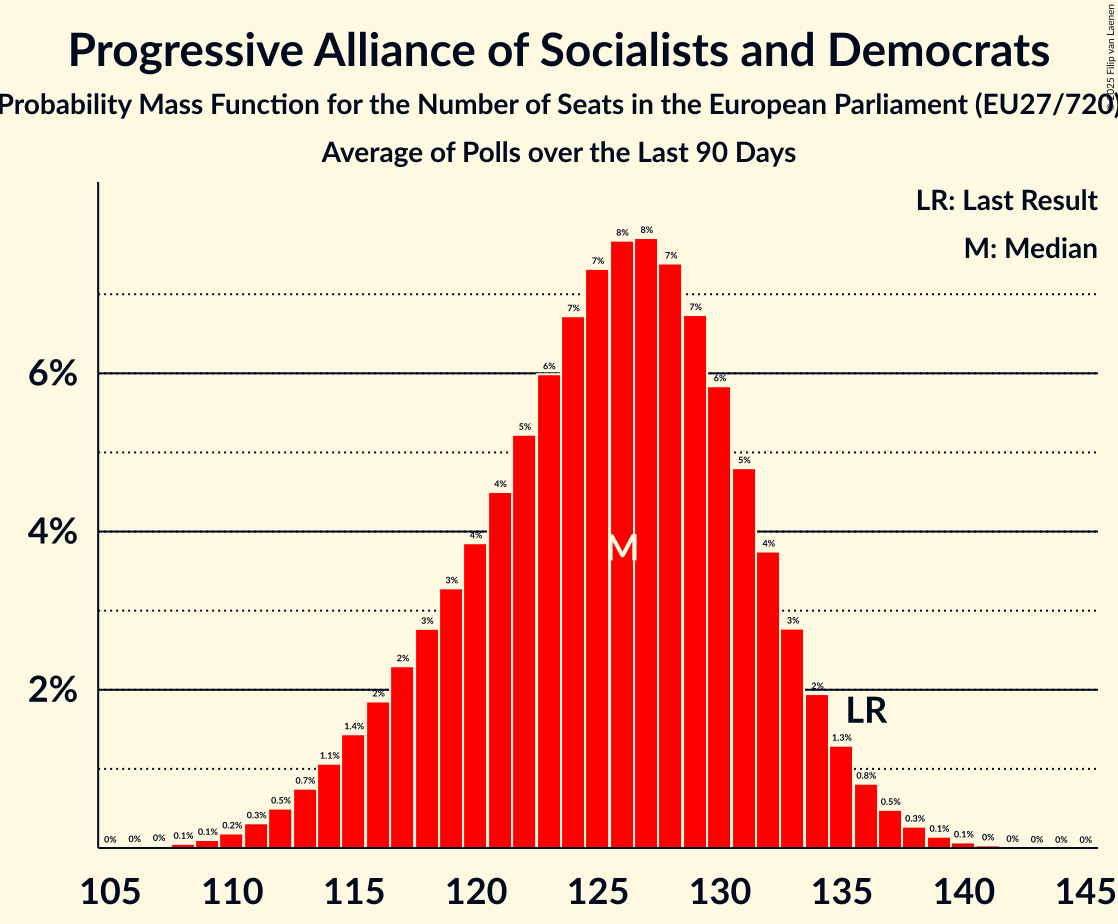 Progressive Alliance of Socialists and Democrats
Probability Mass Function for the Number of Seats in the European Parliament (EU27/720)
Average of Polls over the Last 90 Days
© 2025 Filip van Laenen
LR: Last Result
M: Median
6%
4%
2%
0% 0% 0% 0.1% 0.1% 0.2% 0.3% 0.5% 0.7% 1.1% 1.4% 2% 2% 3% 3% 4% 4% 5% 6% 7% 7% 8% 8% 7% 7% 6% 5% 4% 3% 2% 1.3% 0.8% 0.5% 0.3% 0.1% 0.1% 0% 0% 0% 0% 0%
M
LR
105 110 115 120 125 130 135 140 145